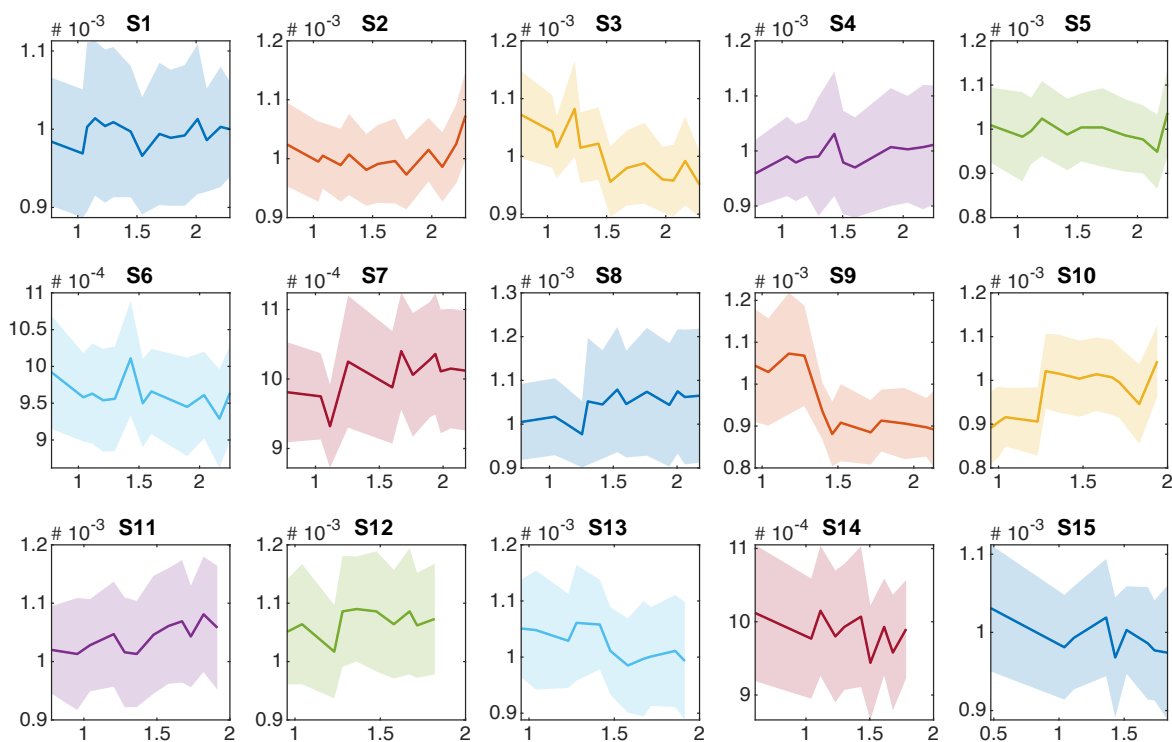 # 10-3 S1
1.1
1
0.9
1 1.5 2
# 10-3 S2
1.2
1.1
1
0.9
1 1.5 2
# 10-3 S3
1.2
1.1
1
0.9
1 1.5 2
# 10-3 S4
1.2
1.1
1
0.9
1 1.5 2
# 10-3 S5
1.2
1.1
1
0.9
0.8
1 1.5 2
# 10-4 S6
11
10.5
10
9.5
9
1 1.5 2
# 10-4 S7
11
10
9
1 1.5 2
# 10-3 S8
1.3
1.2
1.1
1
0.9
1 1.5 2
# 10-3 S9
1.2
1.1
1
0.9
0.8
1 1.5 2
# 10-3 S10
1.2
1.1
1
0.9
0.8
1 1.5 2
# 10-3 S11
1.2
1.1
1
0.9
1 1.5 2
# 10-3 S12
1.2
1.1
1
0.9
1 1.5 2
# 10-3 S13
1.2
1.1
1
0.9
1 1.5 2
# 10-4 S14
11
10
9
1 1.5 2
# 10-3 S15
1.1
1
0.9
0.5 1 1.5